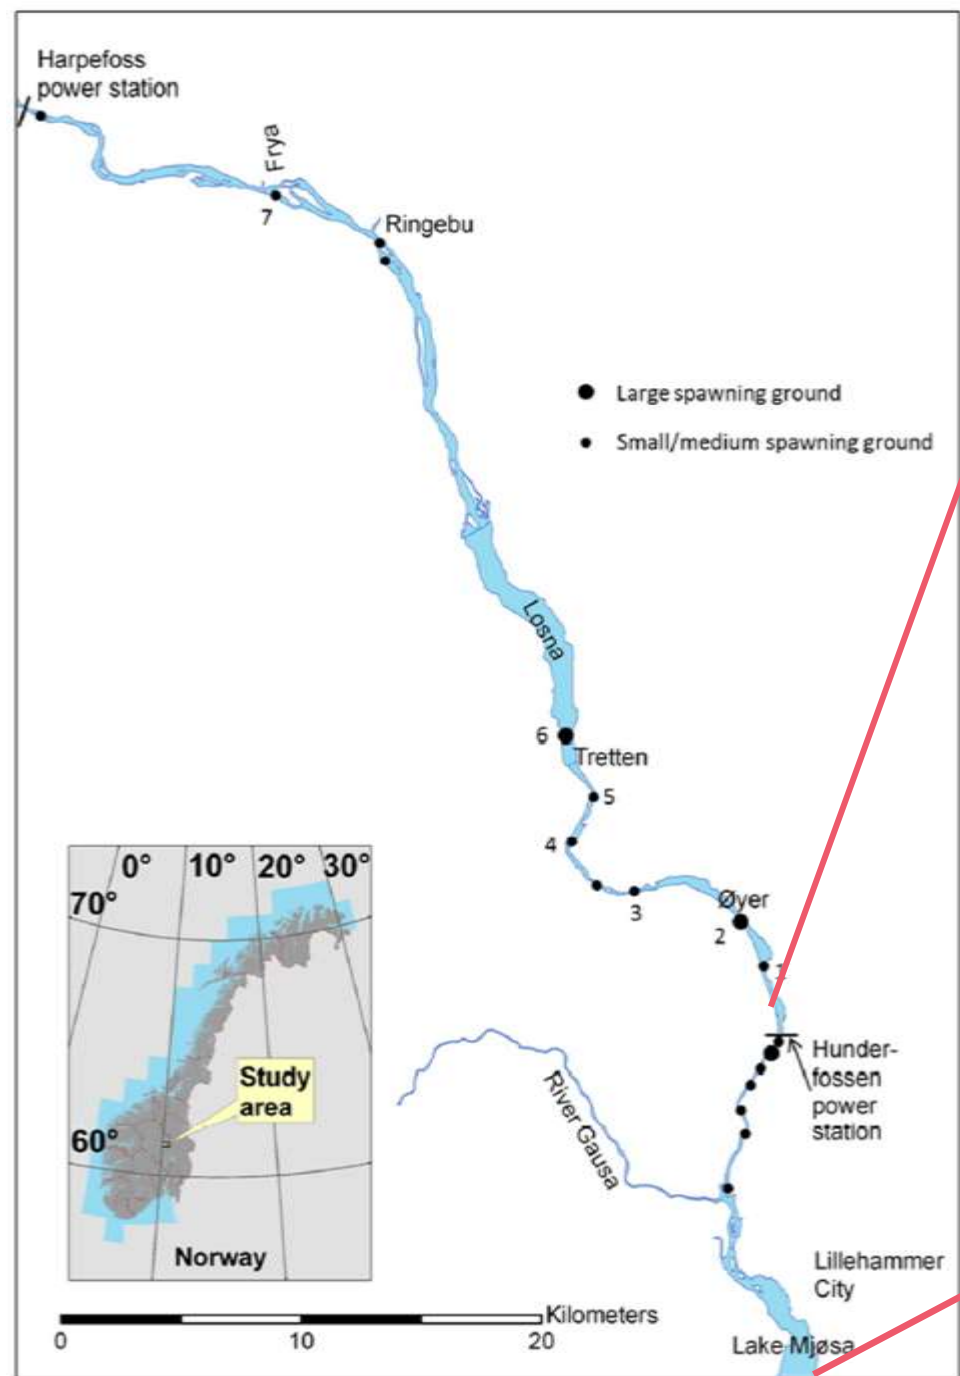 Harpefoss
power station
Frya
7
Ringebu
Large spawning ground
Small/medium spawning ground
Losna
6
Tretten
5
4
3
Øyer
2
1
Hunder-
fossen
power
station
River Gausa
0° 10° 20° 30°
70°
Study
area
60°
Norway
Lillehammer
City
Kilometers
0 10 20
Lake Mjøsa